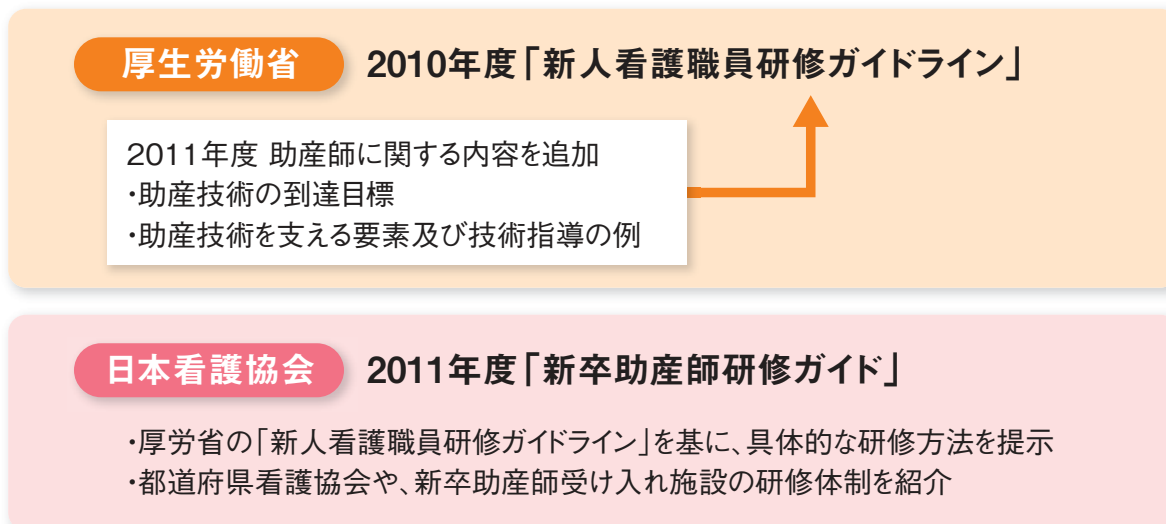 厚生労働省 2010年度「新人看護職員研修ガイドライン」
2011年度 助産師に関する内容を追加
・助産技術の到達目標
・助産技術を支える要素及び技術指導の例
日本看護協会 2011年度「新卒助産師研修ガイド」
・厚労省の「新人看護職員研修ガイドライン」を基に、具体的な研修方法を提示
・都道府県看護協会や、新卒助産師受け入れ施設の研修体制を紹介